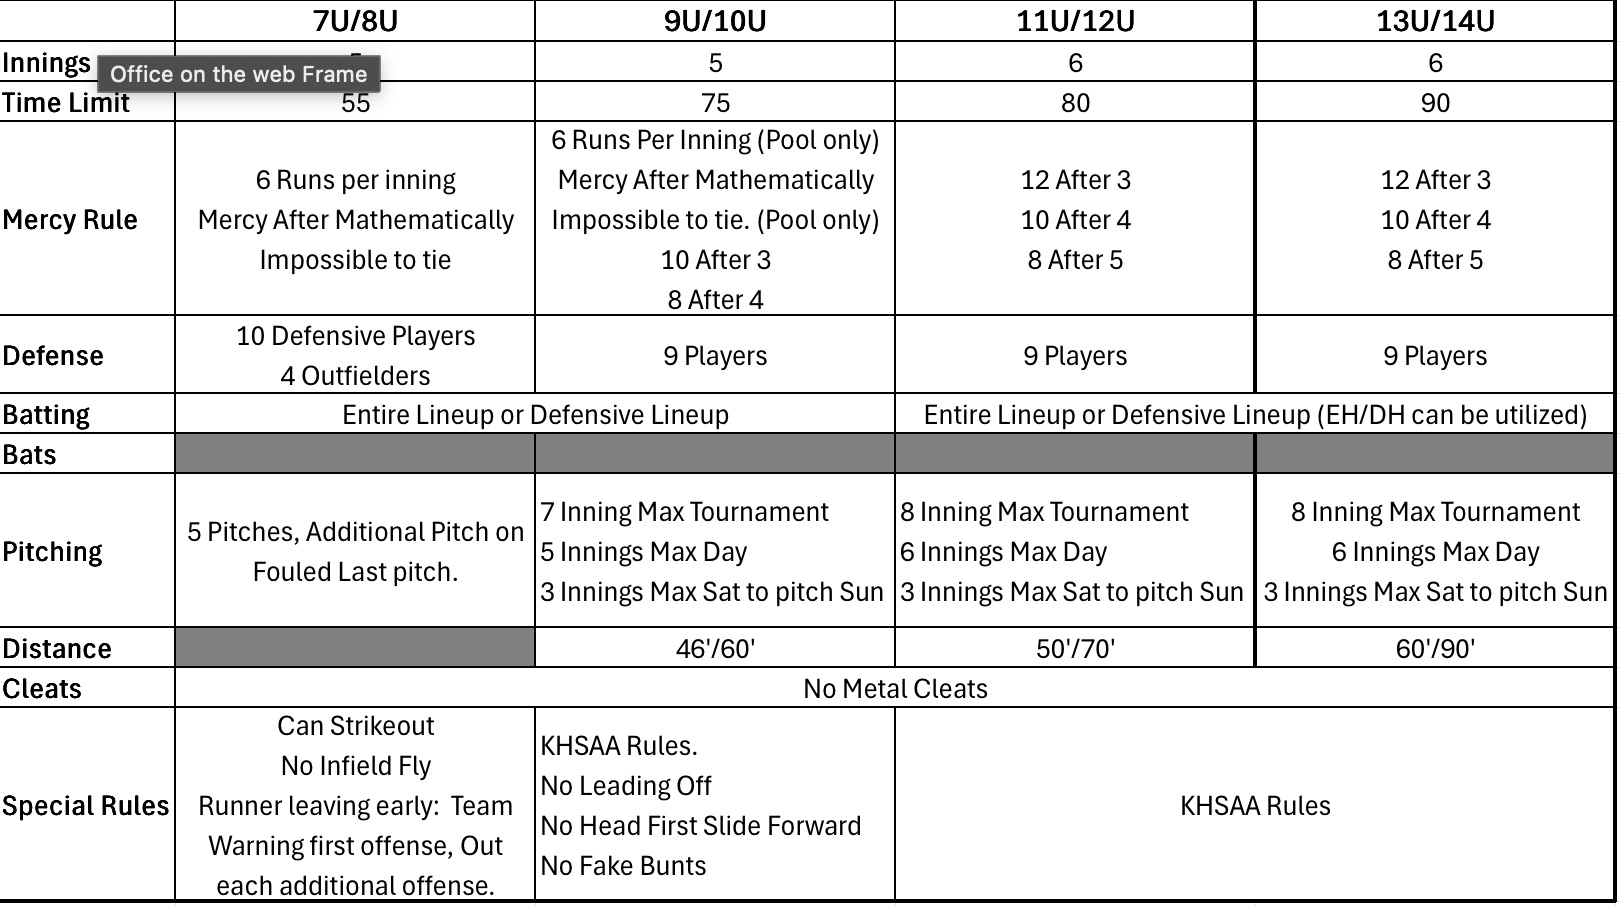 7U/8U 9U/10U 11U/12U 13U/14U
Innings 5 6 6
Office on the web Frame
Time Limit 55 75 80 90
Mercy Rule
6 Runs per inning
Mercy After Mathematically
Impossible to tie
6 Runs Per Inning (Pool only)
Mercy After Mathematically
Impossible to tie. (Pool only)
10 After 3
8 After 4
12 After 3
10 After 4
8 After 5
12 After 3
10 After 4
8 After 5
Defense
10 Defensive Players
4 Outfielders
9 Players
9 Players
9 Players
Batting
Entire Lineup or Defensive Lineup
Entire Lineup or Defensive Lineup (EH/DH can be utilized)
Bats
Pitching
5 Pitches, Additional Pitch on
Fouled Last pitch.
7 Inning Max Tournament
5 Innings Max Day
3 Innings Max Sat to pitch Sun
8 Inning Max Tournament
6 Innings Max Day
3 Innings Max Sat to pitch Sun
8 Inning Max Tournament
6 Innings Max Day
3 Innings Max Sat to pitch Sun
Distance 46'/60' 50'/70' 60'/90'
Cleats No Metal Cleats
Special Rules
Can Strikeout
No Infield Fly
Runner leaving early: Team
Warning first offense, Out
each additional offense.
KHSAA Rules.
No Leading Off
No Head First Slide Forward
No Fake Bunts
KHSAA Rules